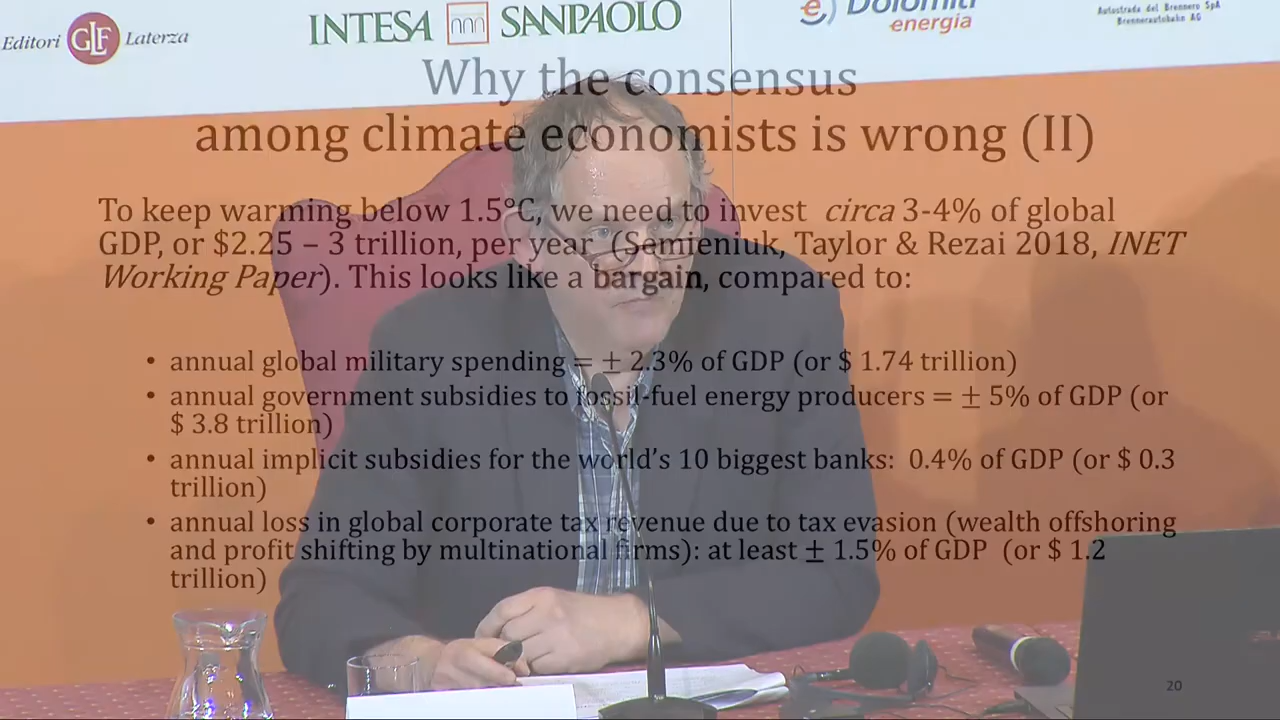 Editori GLF Laterza
INTESA SANPAOLO
Dolomiti
energia
Autostrada del Brennero SpA
Brennerautobahn AG
Why the consensus
among climate economists is wrong (II)
To keep warming below 1.5°C, we need to invest circa 3-4% of global
GDP, or $2.25 – 3 trillion, per year (Semieniuk, Taylor & Rezai 2018, INET
Working Paper). This looks like a bargain, compared to:
• annual global military spending = ± 2.3% of GDP (or $ 1.74 trillion)
• annual government subsidies to fossil-fuel energy producers = ± 5% of GDP (or
$ 3.8 trillion)
• annual implicit subsidies for the world's 10 biggest banks: 0.4% of GDP (or $ 0.3
trillion)
• annual loss in global corporate tax revenue due to tax evasion (wealth offshoring
and profit shifting by multinational firms): at least ± 1.5% of GDP (or $ 1.2
trillion)
20